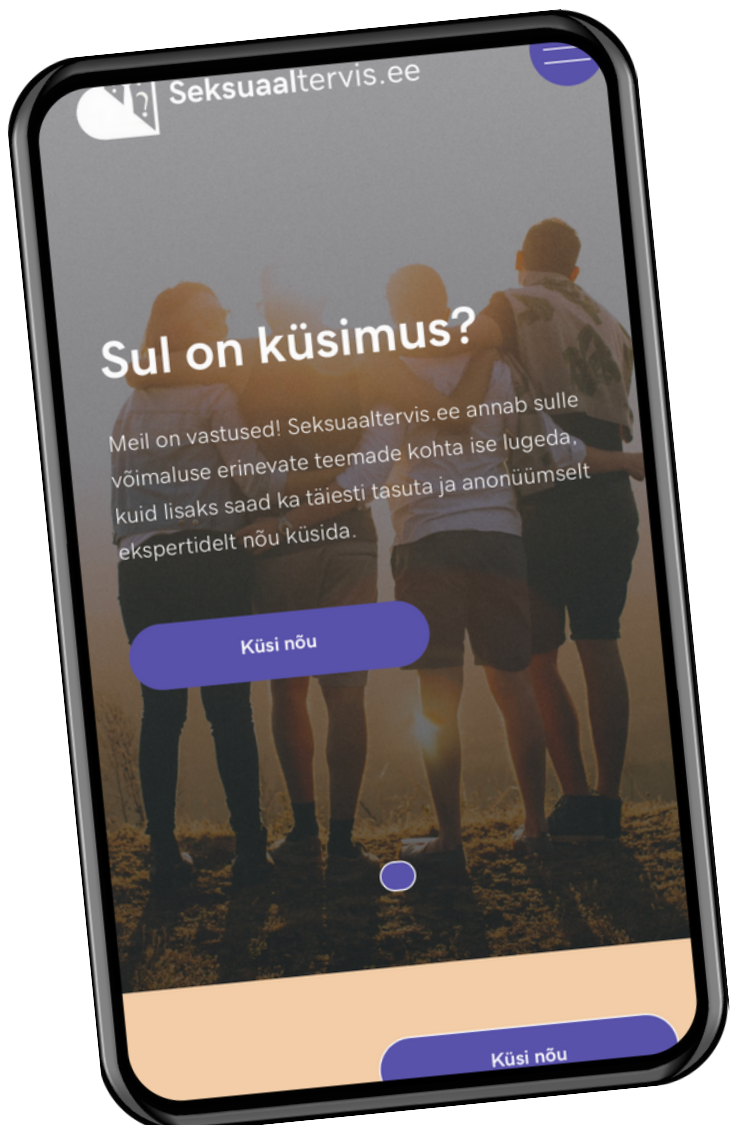 Seksuaaltervis.ee
Sul on küsimus?
Meil on vastused! Seksuaaltervis.ee annab sulle
võimaluse erinevate teemade kohta ise lugeda,
kuid lisaks saad ka täiesti tasuta ja anonüümselt
ekspertidelt nõu küsida.
Küsi nõu
Küsi nõu